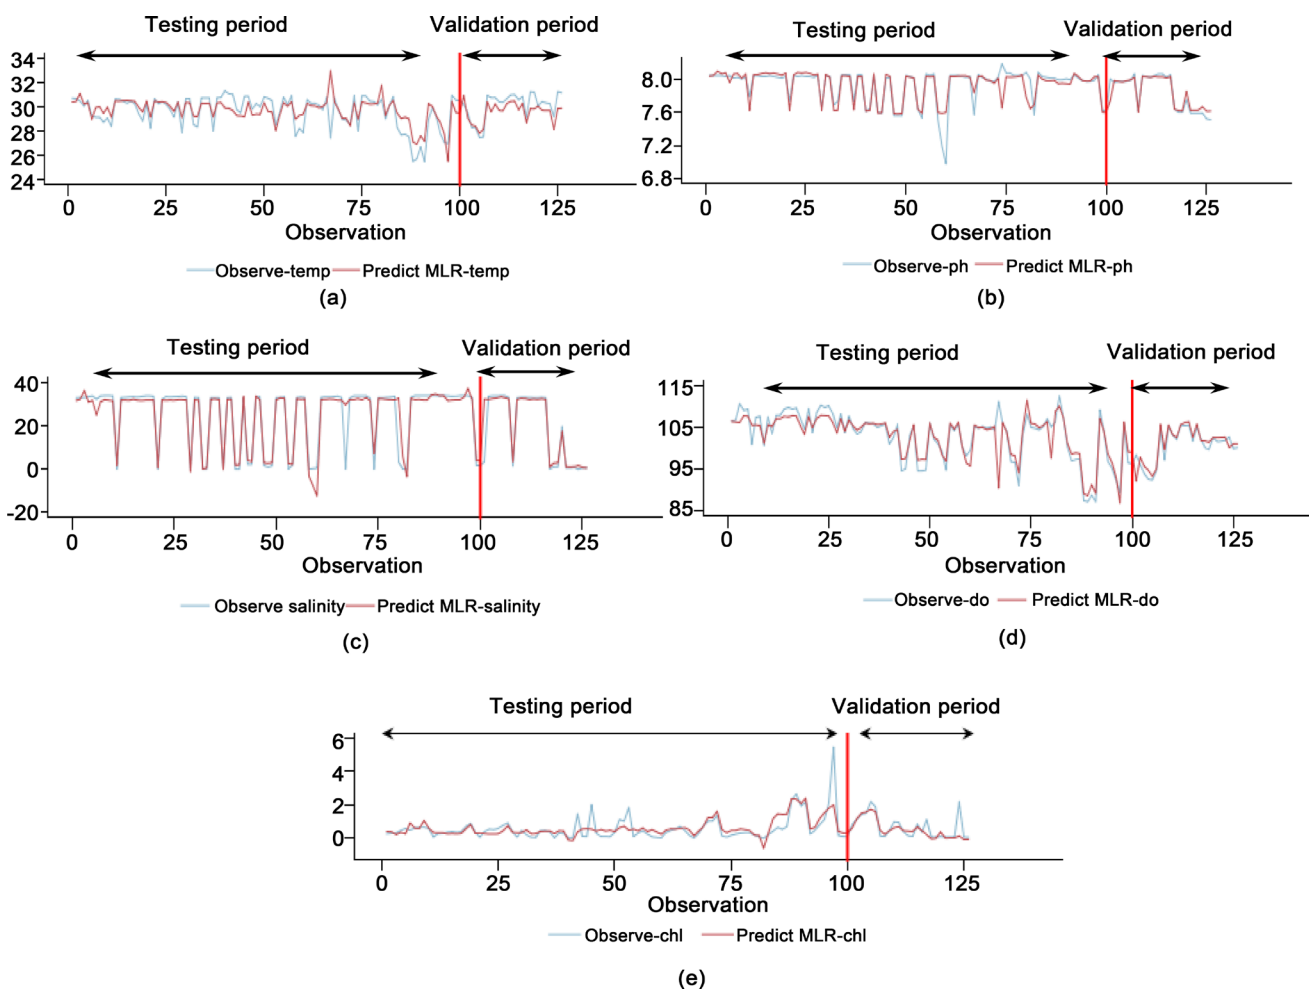 Testing period Validation period
34
32
30
28
26
24
0 25 50 75 100 125
Observation
Observe-temp Predict MLR-temp
(a)
Testing period Validation period
8.0
7.6
7.2
6.8
0 25 50 75 100 125
Observation
Observe-ph Predict MLR-ph
(b)
Testing period Validation period
40
20
0
-20
0 25 50 75 100 125
Observation
Observe salinity Predict MLR-salinity
(c)
Testing period Validation period
115
105
95
85
0 25 50 75 100 125
Observation
Observe-do Predict MLR-do
(d)
Testing period Validation period
6
4
2
0
0 25 50 75 100 125
Observation
Observe-chl Predict MLR-chl
(e)